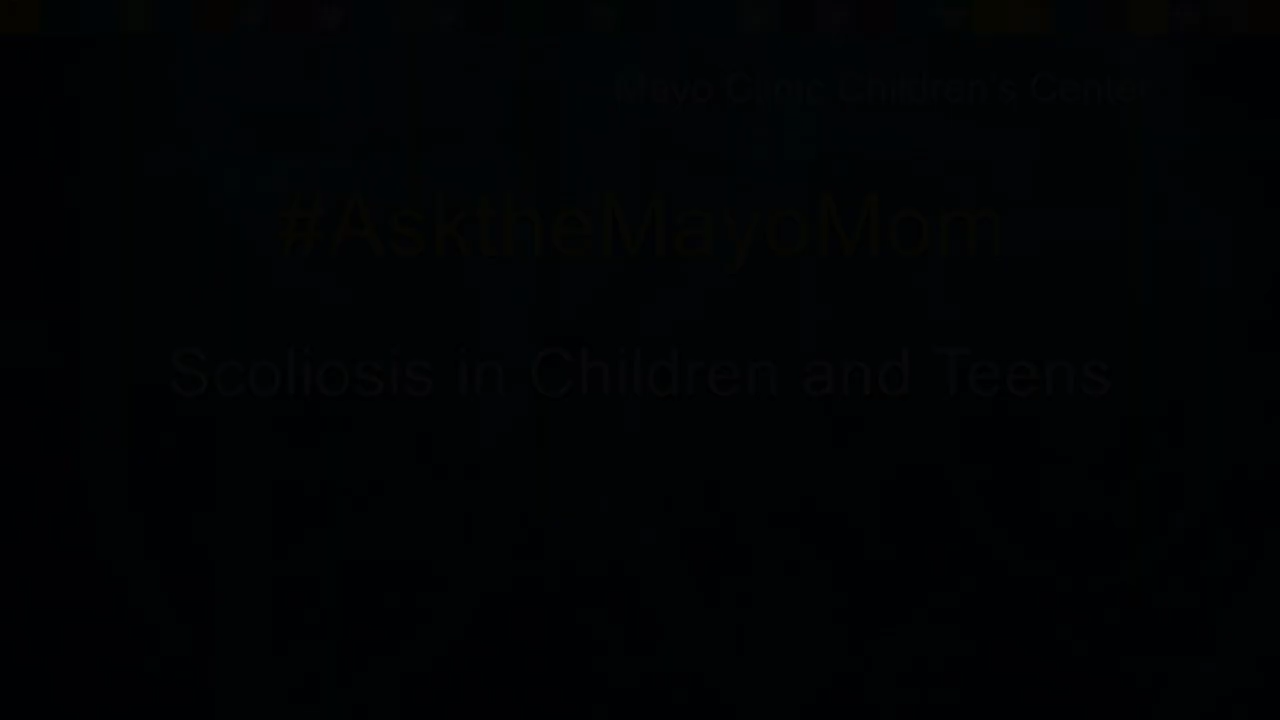 Mayo Clinic Children's Center
#AsktheMayoMom
Scoliosis in Children and Teens